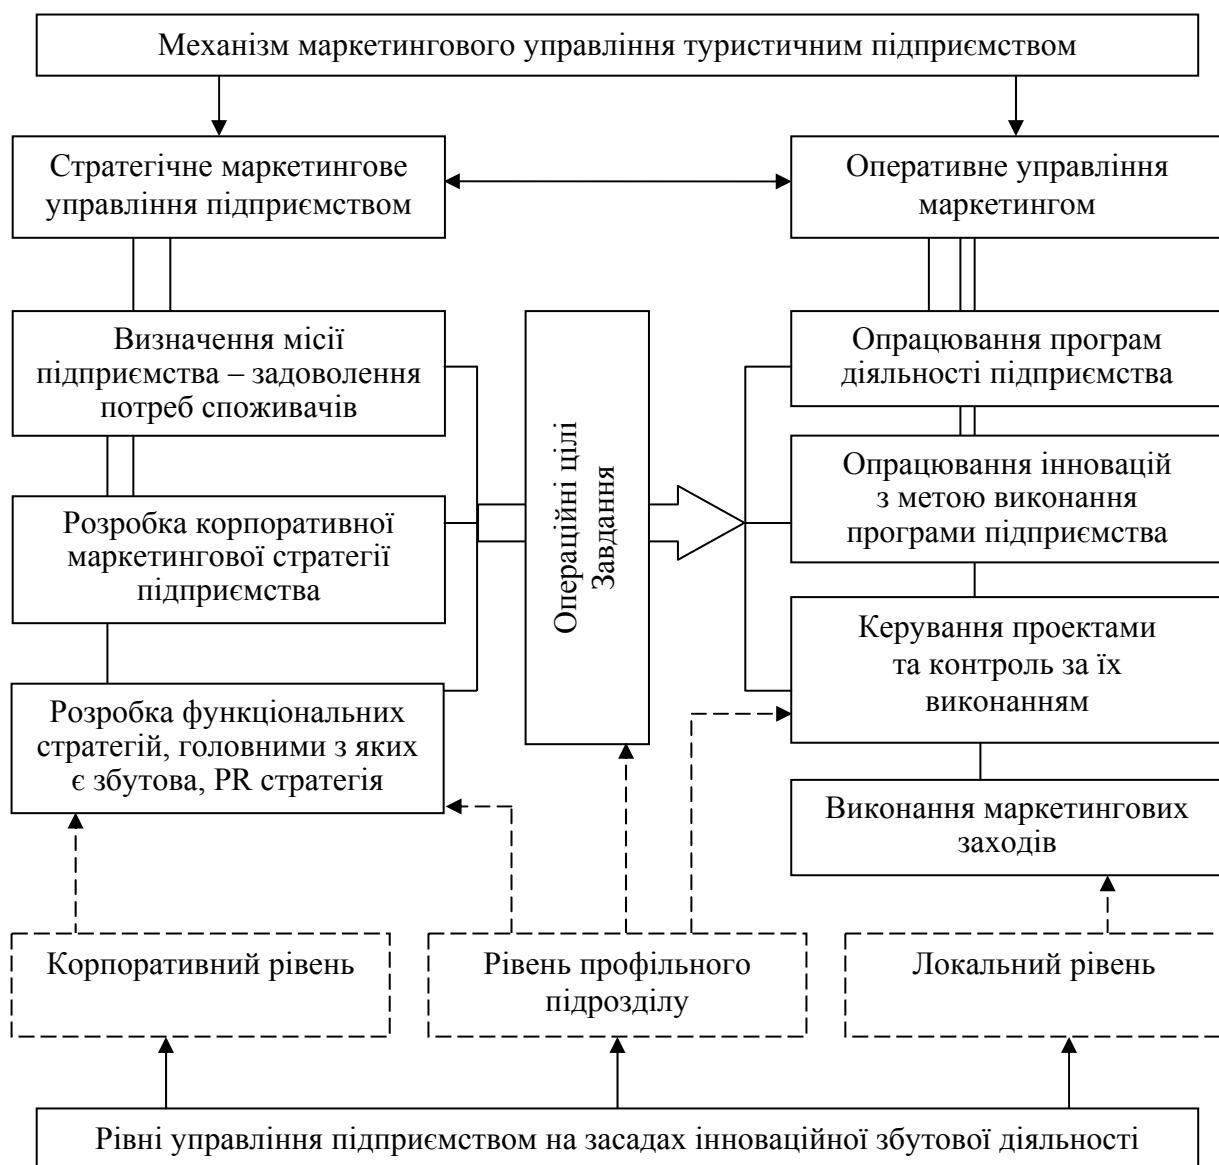 Механізм маркетингового управління туристичним підприємством
Стратегічне маркетингове
управління підприємством
Оперативне управління
маркетингом
Визначення місії
підприємства – задоволення
потреб споживачів
Розробка корпоративної
маркетингової стратегії
підприємства
Розробка функціональних
стратегій, головними з яких
є збутова, PR стратегія
Операційні цілі
Завдання
Опрацювання програм
діяльності підприємства
Опрацювання інновацій
з метою виконання
програми підприємства
Керування проектами
та контроль за їх
виконанням
Виконання маркетингових
заходів
Корпоративний рівень
Рівень профільного
підрозділу
Локальний рівень
Рівні управління підприємством на засадах інноваційної збутової діяльності